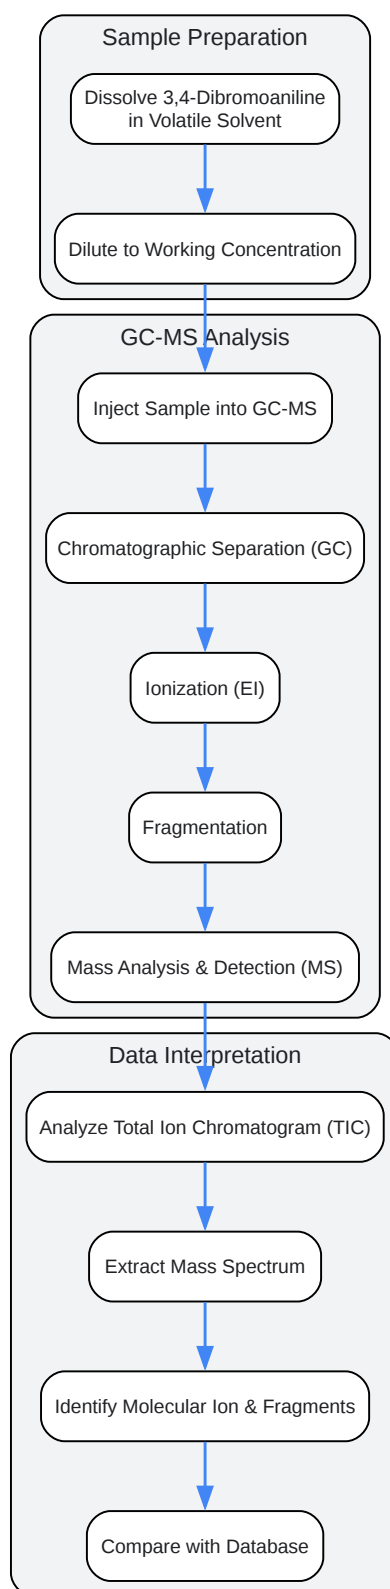 Sample Preparation
Dissolve 3,4-Dibromoaniline
in Volatile Solvent
Dilute to Working Concentration
GC-MS Analysis
Inject Sample into GC-MS
Chromatographic Separation (GC)
Ionization (EI)
Fragmentation
Mass Analysis & Detection (MS)
Data Interpretation
Analyze Total Ion Chromatogram (TIC)
Extract Mass Spectrum
Identify Molecular Ion & Fragments
Compare with Database